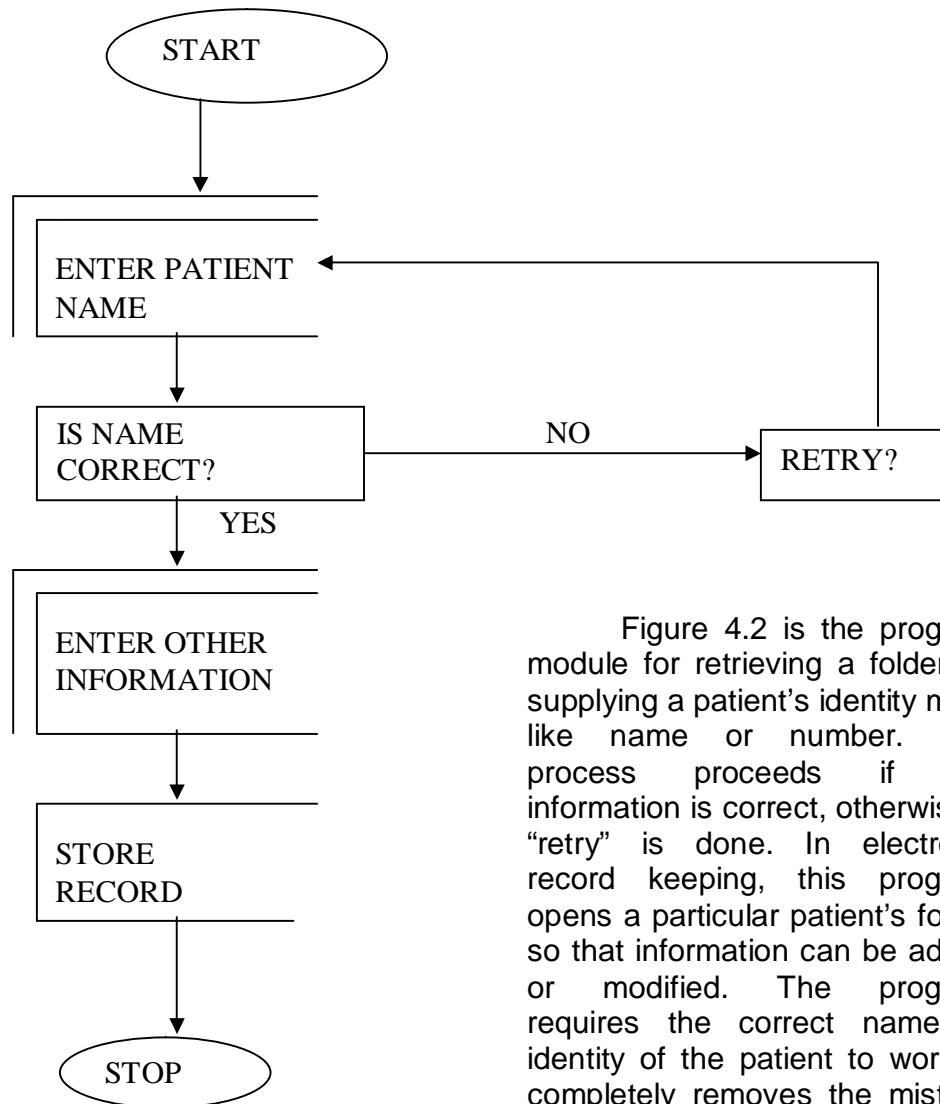 START
ENTER PATIENT
NAME
IS NAME
CORRECT?
NO
RETRY?
YES
ENTER OTHER
INFORMATION
STORE
RECORD
STOP
Figure 4.2 is the prog
module for retrieving a folder
supplying a patient’s identity m
like name or number.
process proceeds if
information is correct, otherwis
“retry” is done. In electr
record keeping, this prog
opens a particular patient’s fo
so that information can be ad
or modified. The prog
requires the correct name
identity of the patient to wor
completely removes the mist